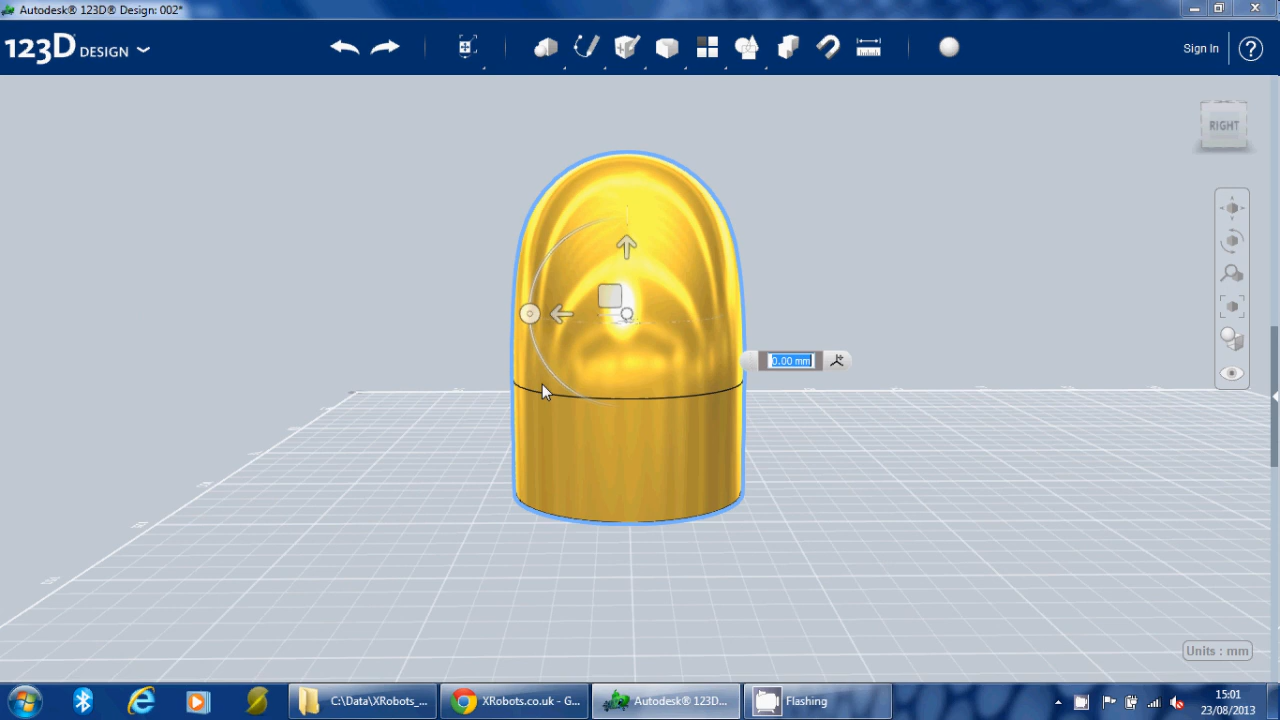 Autodesk® 123D® Design: 002*
123D DESIGN
Sign In
?
RIGHT
0.00 mm
Units : mm
C:\Data\XRobots_...
XRobots.co.uk - G...
Autodesk® 123D...
Flashing
15:01
23/08/2013